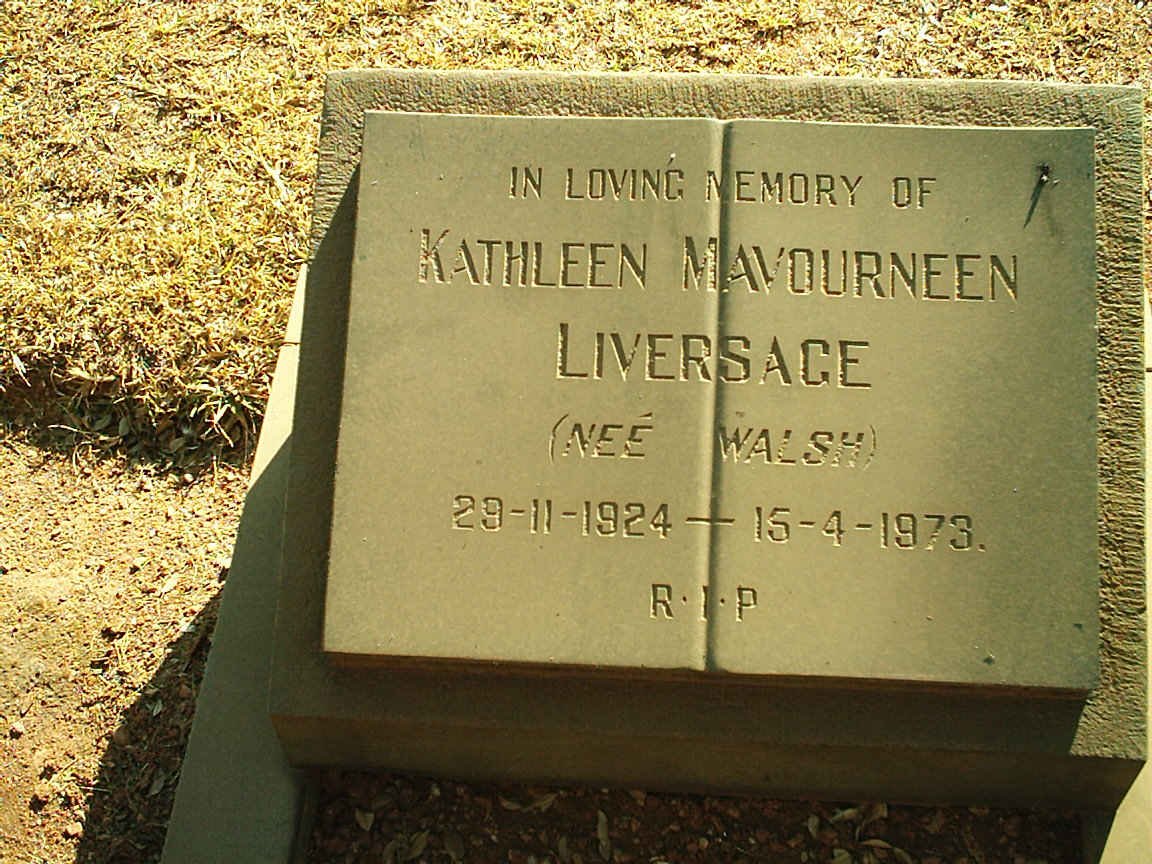 IN LOVING MEMORY OF
KATHLEEN MAVOURNEEN
LIVERSAGE
(NEÉ WALSH)
29-11-1924 — 15-4-1973.
R·I·P